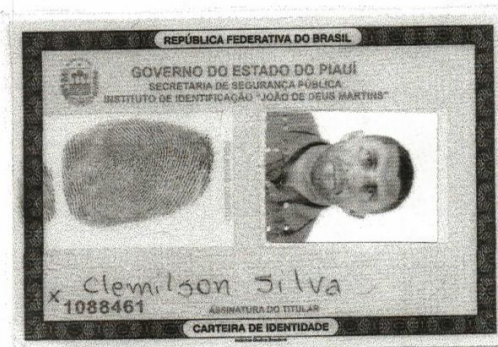 REPÚBLICA FEDERATIVA DO BRASIL
GOVERNO DO ESTADO DO PIAUÍ
SECRETARIA DE SEGURANÇA PÚBLICA
INSTITUTO DE IDENTIFICAÇÃO "JOÃO DE DEUS MARTINS"
Clemilson Silva
X
1088461
ASSINATURA DO TITULAR
CARTEIRA DE IDENTIDADE